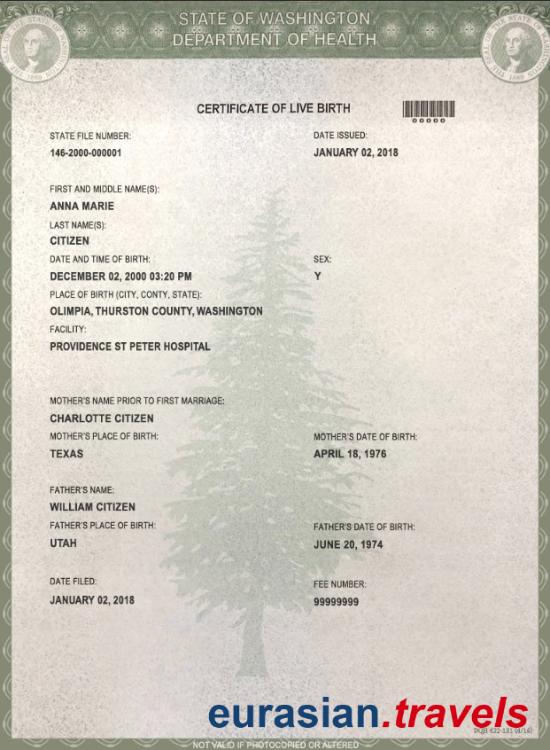 STATE OF WASHINGTON
DEPARTMENT OF HEALTH
CERTIFICATE OF LIVE BIRTH
00000
STATE FILE NUMBER:
146-2000-000001
DATE ISSUED:
JANUARY 02, 2018
FIRST AND MIDDLE NAME(S):
ANNA MARIE
LAST NAME(S):
CITIZEN
DATE AND TIME OF BIRTH:
DECEMBER 02, 2000 03:20 PM
SEX:
Y
PLACE OF BIRTH (CITY, CONTY, STATE):
OLIMPIA, THURSTON COUNTY, WASHINGTON
FACILITY:
PROVIDENCE ST PETER HOSPITAL
MOTHER'S NAME PRIOR TO FIRST MARRIAGE:
CHARLOTTE CITIZEN
MOTHER'S PLACE OF BIRTH:
TEXAS
MOTHER'S DATE OF BIRTH:
APRIL 18, 1976
FATHER'S NAME:
WILLIAM CITIZEN
FATHER'S PLACE OF BIRTH:
UTAH
FATHER'S DATE OF BIRTH:
JUNE 20, 1974
DATE FILED:
JANUARY 02, 2018
FEE NUMBER:
99999999
eurasian.travels
NOT VALID IF PHOTOCOPIED OR ALTERED